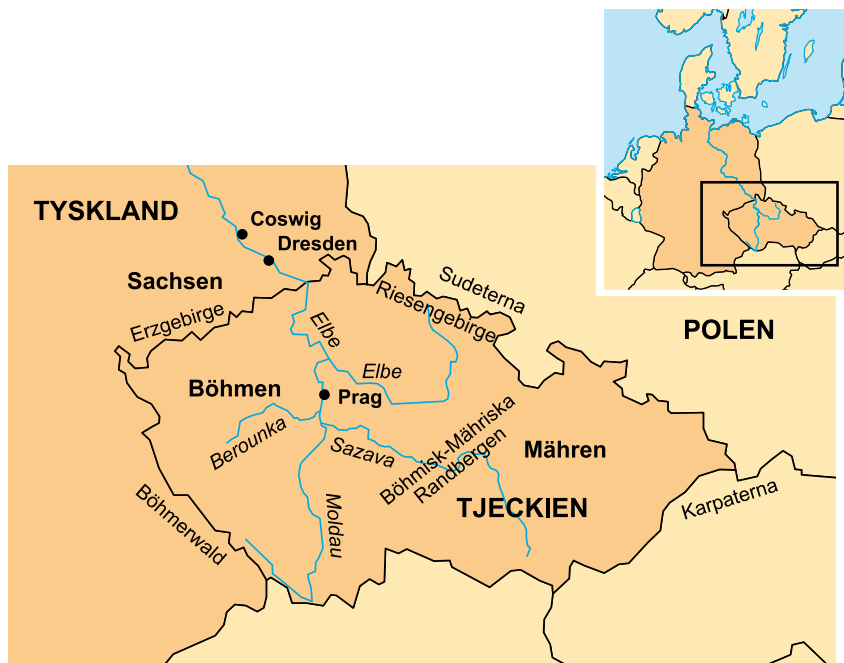 TYSKLAND
Coswig
Dresden
Sachsen
Sudeterna
Riesengebirge
Erzgebirge
POLEN
Elbe
Elbe
Böhmen
Prag
Berounka
Sazava
Böhmisk-Mähriska
Randbergen
Mähren
TJECKIEN
Karpaterna
Böhmerwald
Moldau